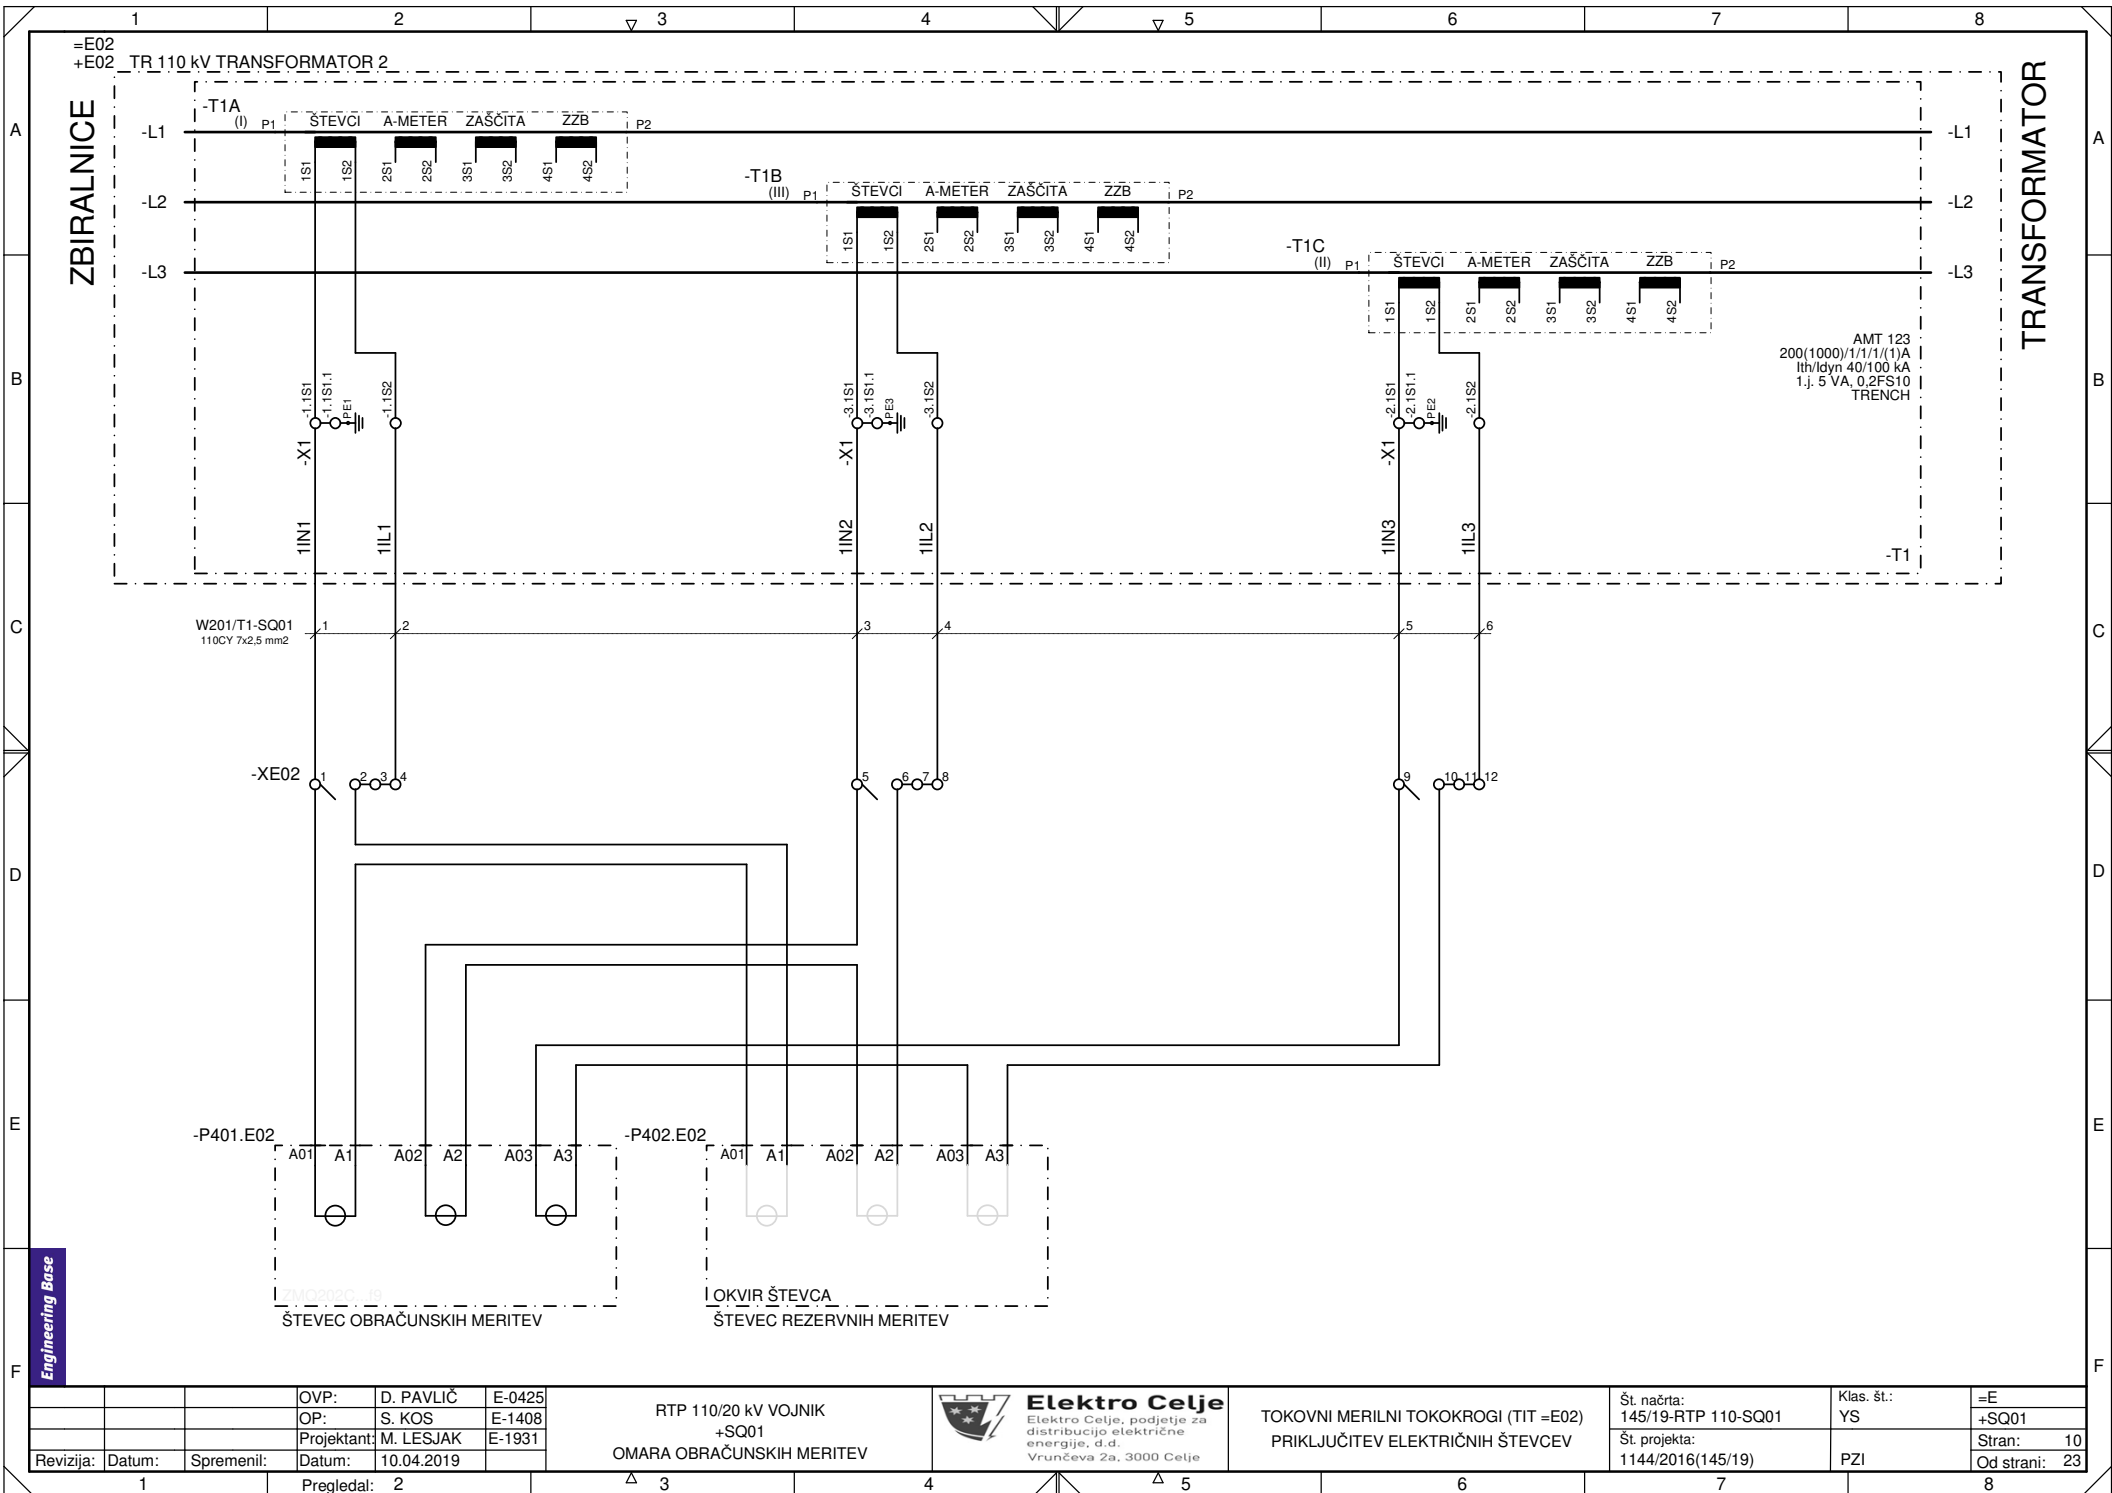 1 2 3 4 5 6 7 8
=E02
+E02 TR 110 kV TRANSFORMATOR 2
ZBIRALNICE
TRANSFORMATOR
A
A
-T1A
(I)
P1
ŠTEVCI A-METER ZAŠČITA ZZB
P2
-L1
-L1
1S1 1S2 2S1 2S2 3S1 3S2 4S1 4S2
-T1B
(III)
P1
ŠTEVCI A-METER ZAŠČITA ZZB
P2
-L2
-L2
1S1 1S2 2S1 2S2 3S1 3S2 4S1 4S2
-T1C
(II)
P1
ŠTEVCI A-METER ZAŠČITA ZZB
P2
-L3
-L3
1S1 1S2 2S1 2S2 3S1 3S2 4S1 4S2
AMT 123
200(1000)/1/1/1/(1)A
Ith/Idyn 40/100 kA
1.j. 5 VA, 0,2FS10
TRENCH
B
B
-1.1S1 -1.1S1.1 PE1 -1.1S2
-3.1S1 -3.1S1.1 PE3 -3.1S2
-2.1S1 -2.1S1.1 PE2 -2.1S2
-X1 -X1 -X1
1IN1 1IL1 1IN2 1IL2 1IN3 1IL3
-T1
C
C
W201/T1-SQ01
110CY 7x2,5 mm2
1 2 3 4 5 6
-XE02
1 2 3 4 5 6 7 8 9 10 11 12
D
D
E
E
-P401.E02
A01 A1 A02 A2 A03 A3
-P402.E02
A01 A1 A02 A2 A03 A3
ZMQ202C...f9
ŠTEVEC OBRAČUNSKIH MERITEV
OKVIR ŠTEVCA
ŠTEVEC REZERVNIH MERITEV
Engineering Base
F
F
OVP: D. PAVLIČ E-0425
OP: S. KOS E-1408
Projektant: M. LESJAK E-1931
Revizija: Datum: Spremenil: Datum: 10.04.2019
Pregledal:
RTP 110/20 kV VOJNIK
+SQ01
OMARA OBRAČUNSKIH MERITEV
Elektro Celje
Elektro Celje, podjetje za
distribucijo električne
energije, d.d.
Vrunčeva 2a, 3000 Celje
TOKOVNI MERILNI TOKOKROGI (TIT =E02)
PRIKLJUČITEV ELEKTRIČNIH ŠTEVCEV
Št. načrta:
145/19-RTP 110-SQ01
Št. projekta:
1144/2016(145/19)
Klas. št.:
YS
PZI
=E
+SQ01
Stran: 10
Od strani: 23
1 2 3 4 5 6 7 8